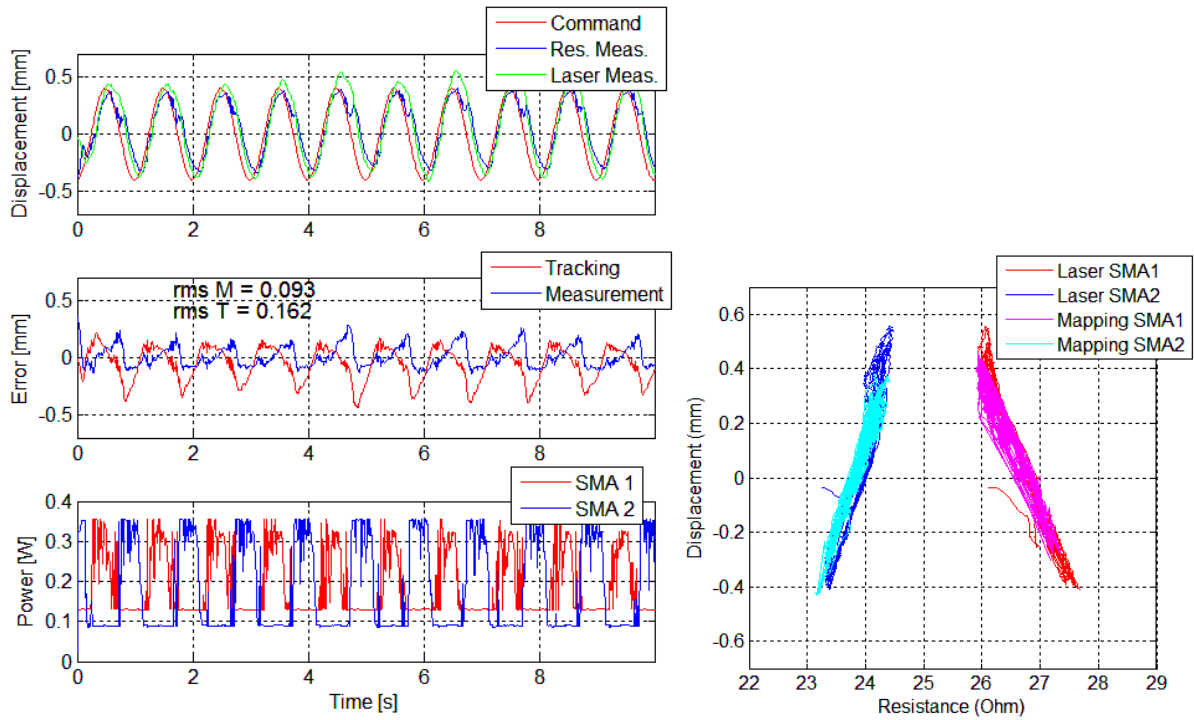 Command
Res. Meas.
Laser Meas.
Displacement [mm]
0.5
0
-0.5
0 2 4 6 8
Tracking
Measurement
rms M = 0.093
rms T = 0.162
Error [mm]
0.5
0
-0.5
0 2 4 6 8
SMA 1
SMA 2
Power [W]
0.4
0.3
0.2
0.1
0
0 2 4 6 8
Time [s]
Laser SMA1
Laser SMA2
Mapping SMA1
Mapping SMA2
Displacement (mm)
0.6
0.4
0.2
0
-0.2
-0.4
-0.6
22 23 24 25 26 27 28 29
Resistance (Ohm)